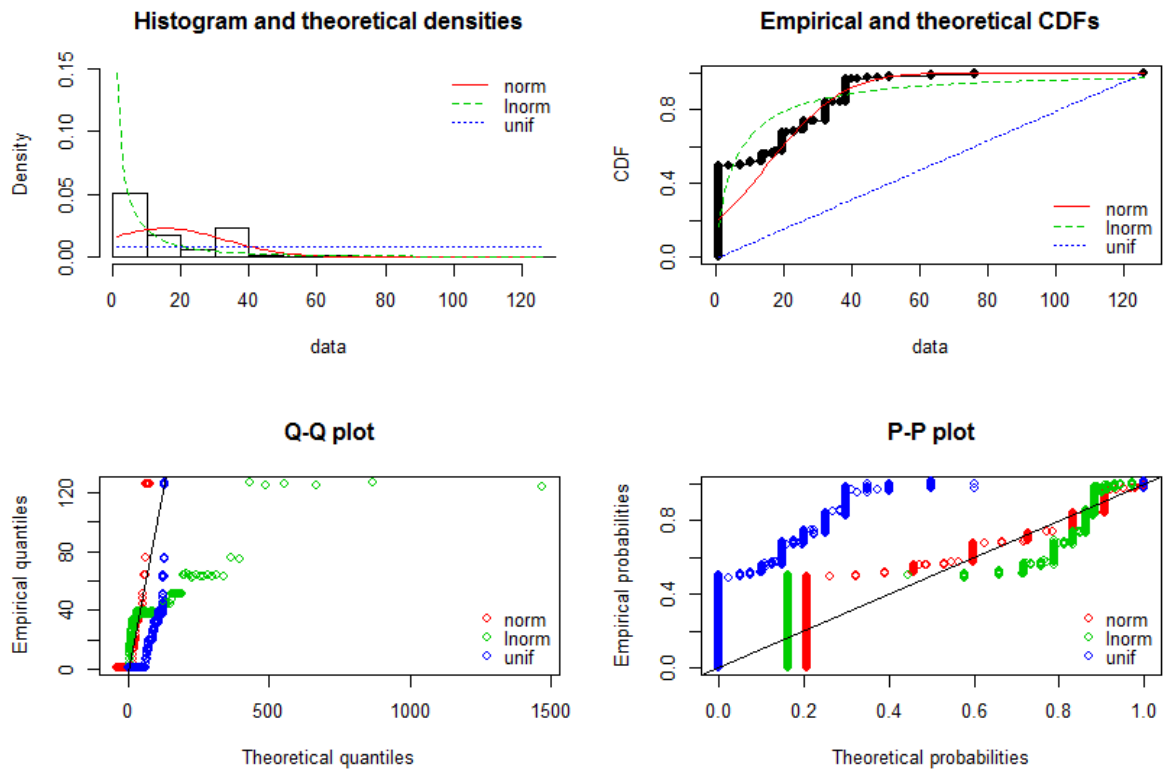 Histogram and theoretical densities
Density
0.00 0.05 0.10 0.15
norm
lnorm
unif
0 20 40 60 80 100 120
data
Empirical and theoretical CDFs
CDF
0.0 0.4 0.8
norm
lnorm
unif
0 20 40 60 80 100 120
data
Q-Q plot
Empirical quantiles
0 40 80 120
norm
lnorm
unif
0 500 1000 1500
Theoretical quantiles
P-P plot
Empirical probabilities
0.0 0.4 0.8
norm
lnorm
unif
0.0 0.2 0.4 0.6 0.8 1.0
Theoretical probabilities